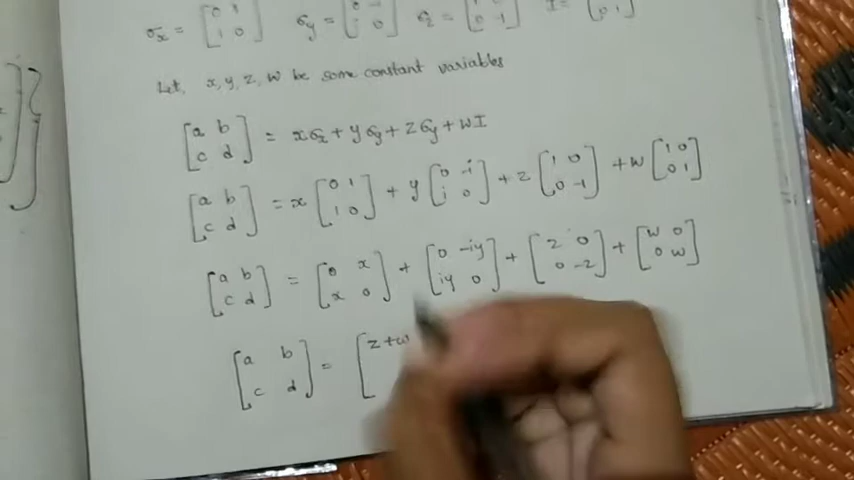 σx = [0 1 / 1 0] σy = [0 -i / i 0] σz = [1 0 / 0 -1] I = [1 0 / 0 1]
Let, x, y, z, w be some constant variables
[a b / c d] = xσx + yσy + zσy + wI
[a b / c d] = x [0 1 / 1 0] + y [0 -i / i 0] + z [1 0 / 0 -1] + w [1 0 / 0 1]
[a b / c d] = [0 x / x 0] + [0 -iy / iy 0] + [z 0 / 0 -z] + [w 0 / 0 w]
[a b / c d] = [z+w